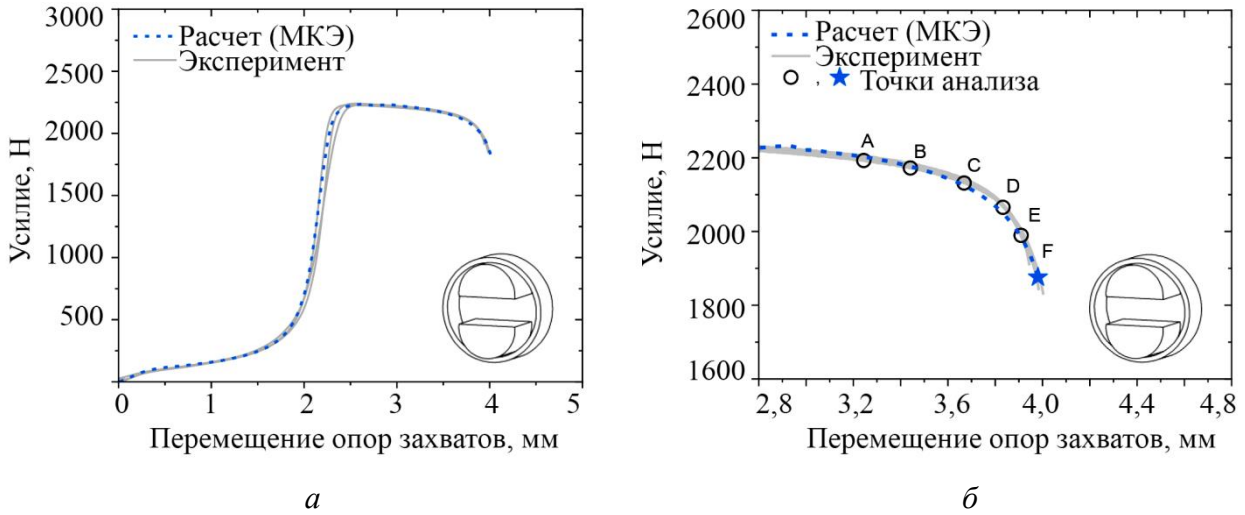 3000
2500
2000
1500
1000
500
Усилие, Н
Расчет (МКЭ)
Эксперимент
0 1 2 3 4 5
Перемещение опор захватов, мм
а
2600
2400
2200
2000
1800
1600
Усилие, Н
Расчет (МКЭ)
Эксперимент
, Точки анализа
A
B
C
D
E
F
2,8 3,2 3,6 4,0 4,4 4,8
Перемещение опор захватов, мм
б